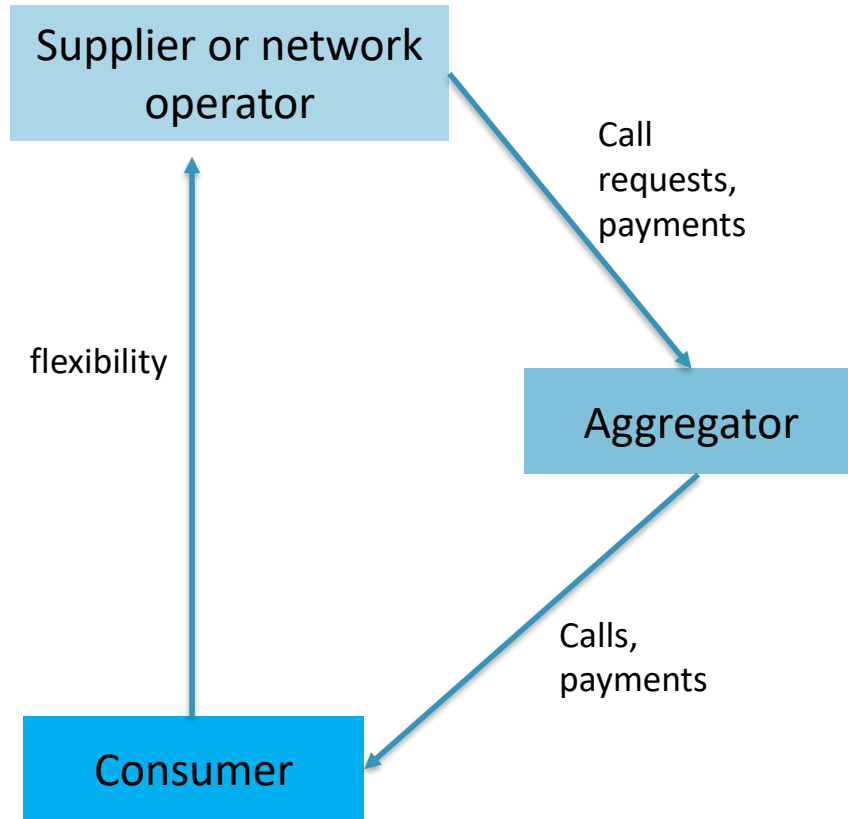 Supplier or network
operator
Call
requests,
payments
flexibility
Aggregator
Calls,
payments
Consumer